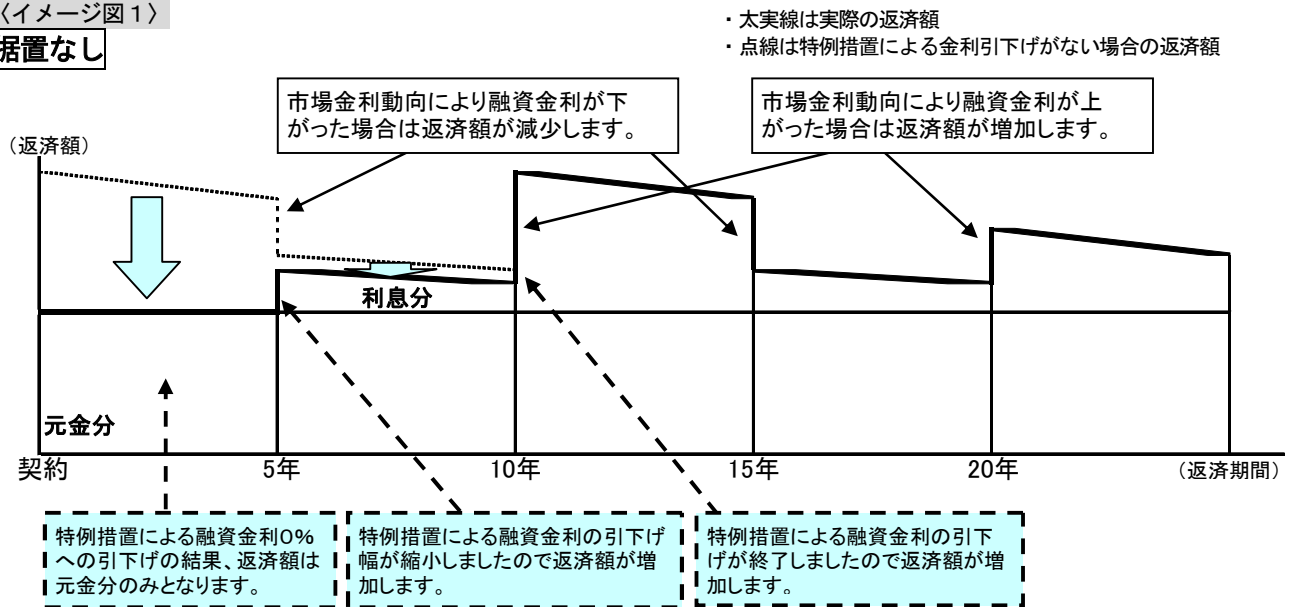 〈イメージ図１〉
据置なし
・太実線は実際の返済額
・点線は特例措置による金利引下げがない場合の返済額
市場金利動向により融資金利が下
がった場合は返済額が減少します。
市場金利動向により融資金利が上
がった場合は返済額が増加します。
（返済額）
利息分
元金分
契約
5年
10年
15年
20年
（返済期間）
特例措置による融資金利０％
への引下げの結果、返済額は
元金分のみとなります。
特例措置による融資金利の引下げ
幅が縮小しましたので返済額が増
加します。
特例措置による融資金利の引下
げが終了しましたので返済額が増
加します。